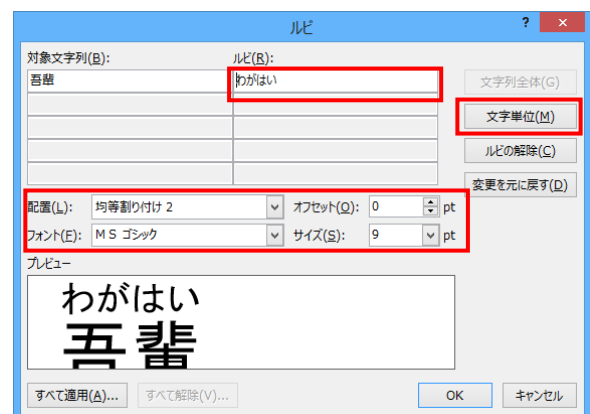 ルビ ?
対象文字列(B): ルビ(R):
吾輩 わがはい 文字列全体(G)
文字単位(M)
ルビの解除(C)
変更を元に戻す(D)
配置(L): 均等割り付け 2 オフセット(O): 0 pt
フォント(F): ＭＳ ゴシック サイズ(S): 9 pt
プレビュー
わがはい
吾輩
すべて適用(A)... すべて解除(V)... OK キャンセル